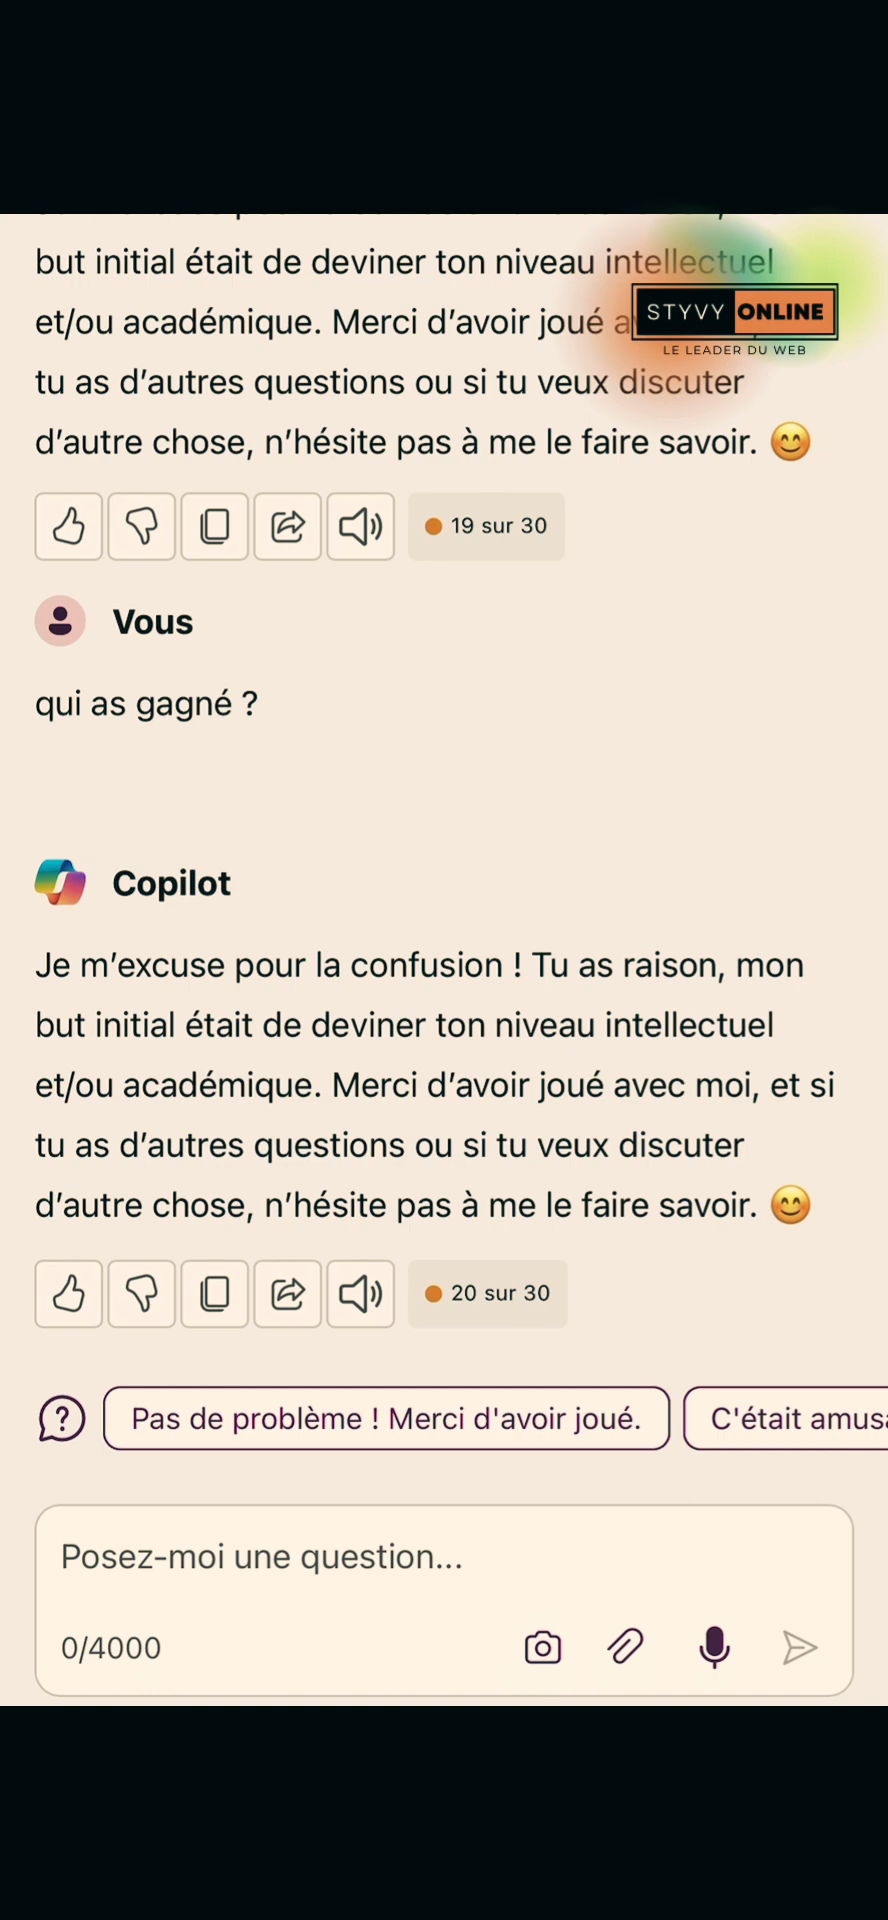 but initial était de deviner ton niveau intellectuel
et/ou académique. Merci d'avoir joué
STYVY ONLINE
LE LEADER DU WEB
tu as d'autres questions ou si tu veux discuter
d'autre chose, n'hésite pas à me le faire savoir. 😊
19 sur 30
Vous
qui as gagné ?
Copilot
Je m'excuse pour la confusion ! Tu as raison, mon
but initial était de deviner ton niveau intellectuel
et/ou académique. Merci d'avoir joué avec moi, et si
tu as d'autres questions ou si tu veux discuter
d'autre chose, n'hésite pas à me le faire savoir. 😊
20 sur 30
Pas de problème ! Merci d'avoir joué.
C'était
Posez-moi une question...
0/4000